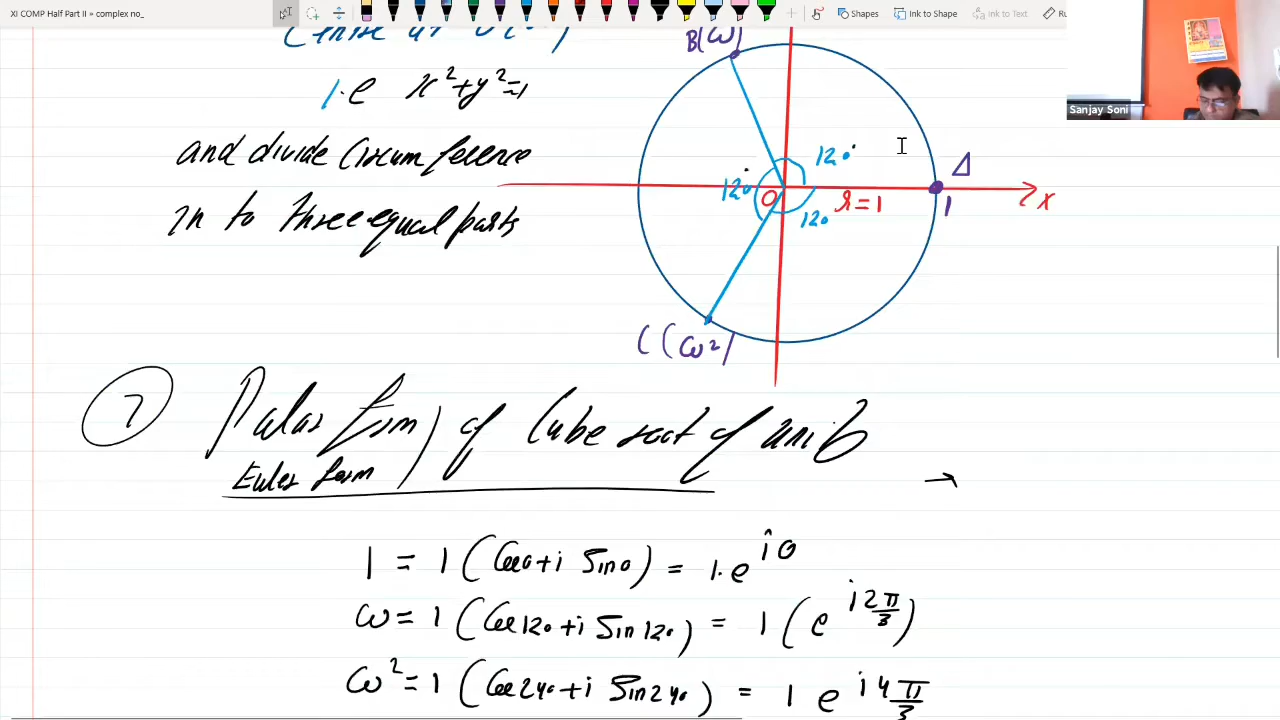 XI COMP Half Part II » complex no_
Shapes
Ink to Shape
Ink to Text
Ru
Sanjay Soni
B(ω)
1.e x²+y²=1
and divide Circumference
in to three equal parts
120°
120
120
O
r=1
1
A
X
C(ω²)
7
Polar form of Cube root of unity
Euler form
→
1 = 1 (Cos0+i Sin0) = 1.e^{i0}
ω = 1 (Cos120+i Sin120) = 1 (e^{i2π/3})
ω² = 1 (Cos240+i Sin240) = 1 e^{i4π/3}